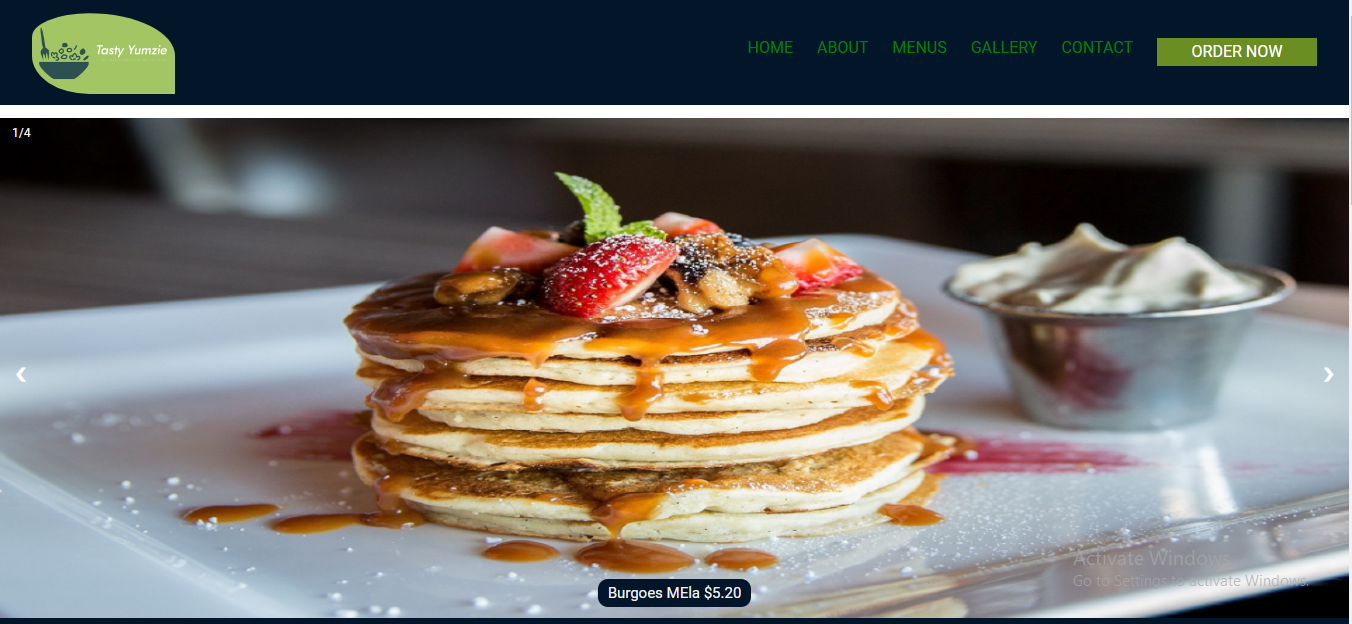 Tasty Yumzie
HOME ABOUT MENUS GALLERY CONTACT ORDER NOW
1/4
Activate Windows
Go to Settings to activate Windows.
Burgoes MEla $5.20